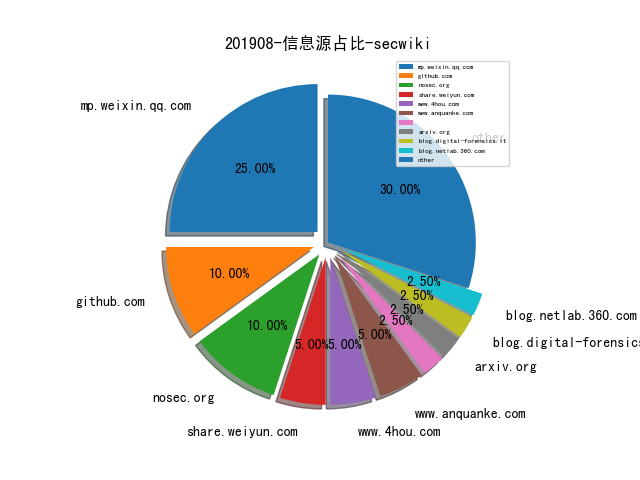 201908-信息源占比-secwiki
mp.weixin.qq.com
github.com
nosec.org
share.weiyun.com
www.4hou.com
www.anquanke.com
arxiv.org
blog.digital-forensics.it
blog.netlab.360.com
other
other
mp.weixin.qq.com
25.00%
30.00%
10.00%
github.com
10.00%
nosec.org
5.00%
share.weiyun.com
5.00%
www.4hou.com
5.00%
www.anquanke.com
2.50%
2.50%
arxiv.org
2.50%
blog.digital-forensics
2.50%
blog.netlab.360.com